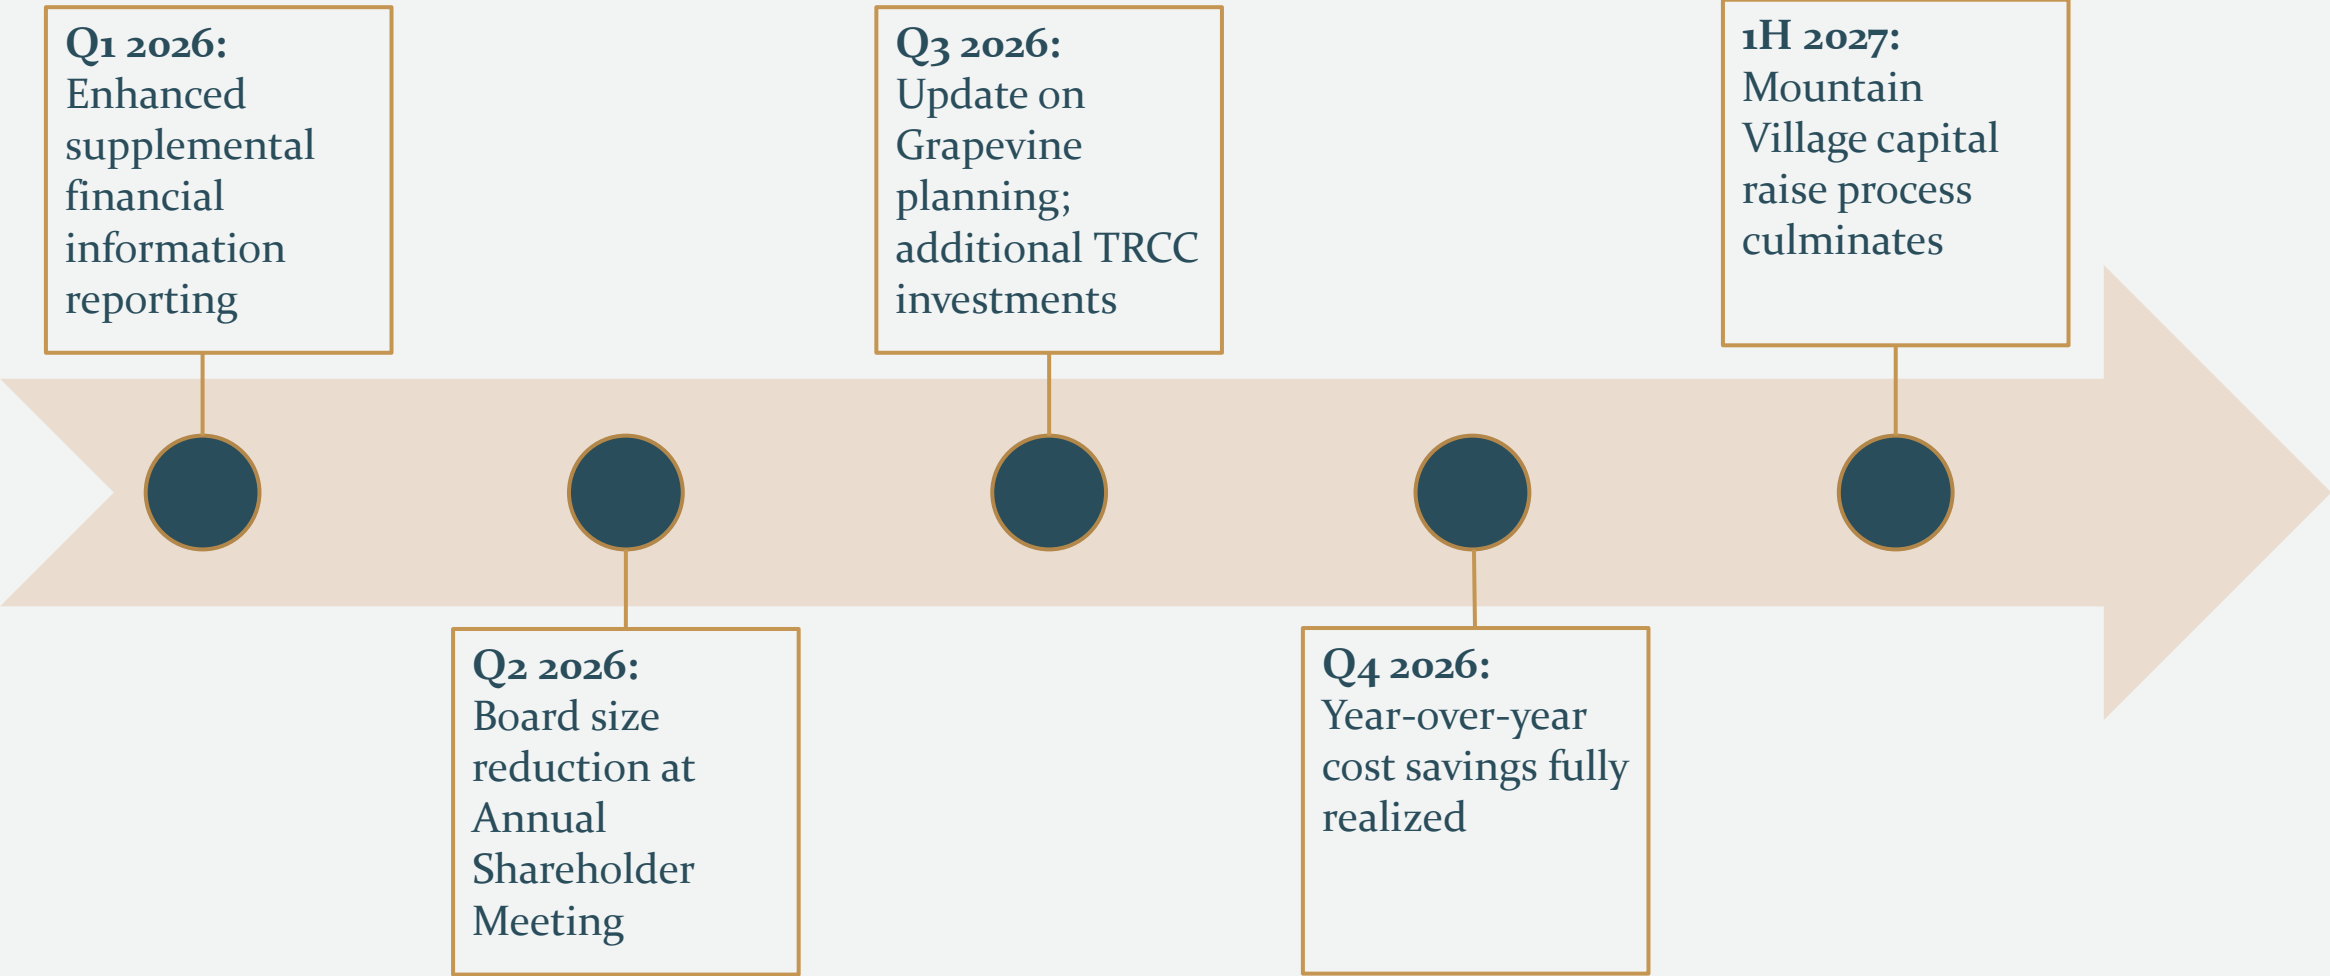 Q1 2026:
Enhanced
supplemental
financial
information
reporting
Q2 2026:
Board size
reduction at
Annual
Shareholder
Meeting
Q3 2026:
Update on
Grapevine
planning;
additional TRCC
investments
Q4 2026:
Year-over-year
cost savings fully
realized
1H 2027:
Mountain
Village capital
raise process
culminates